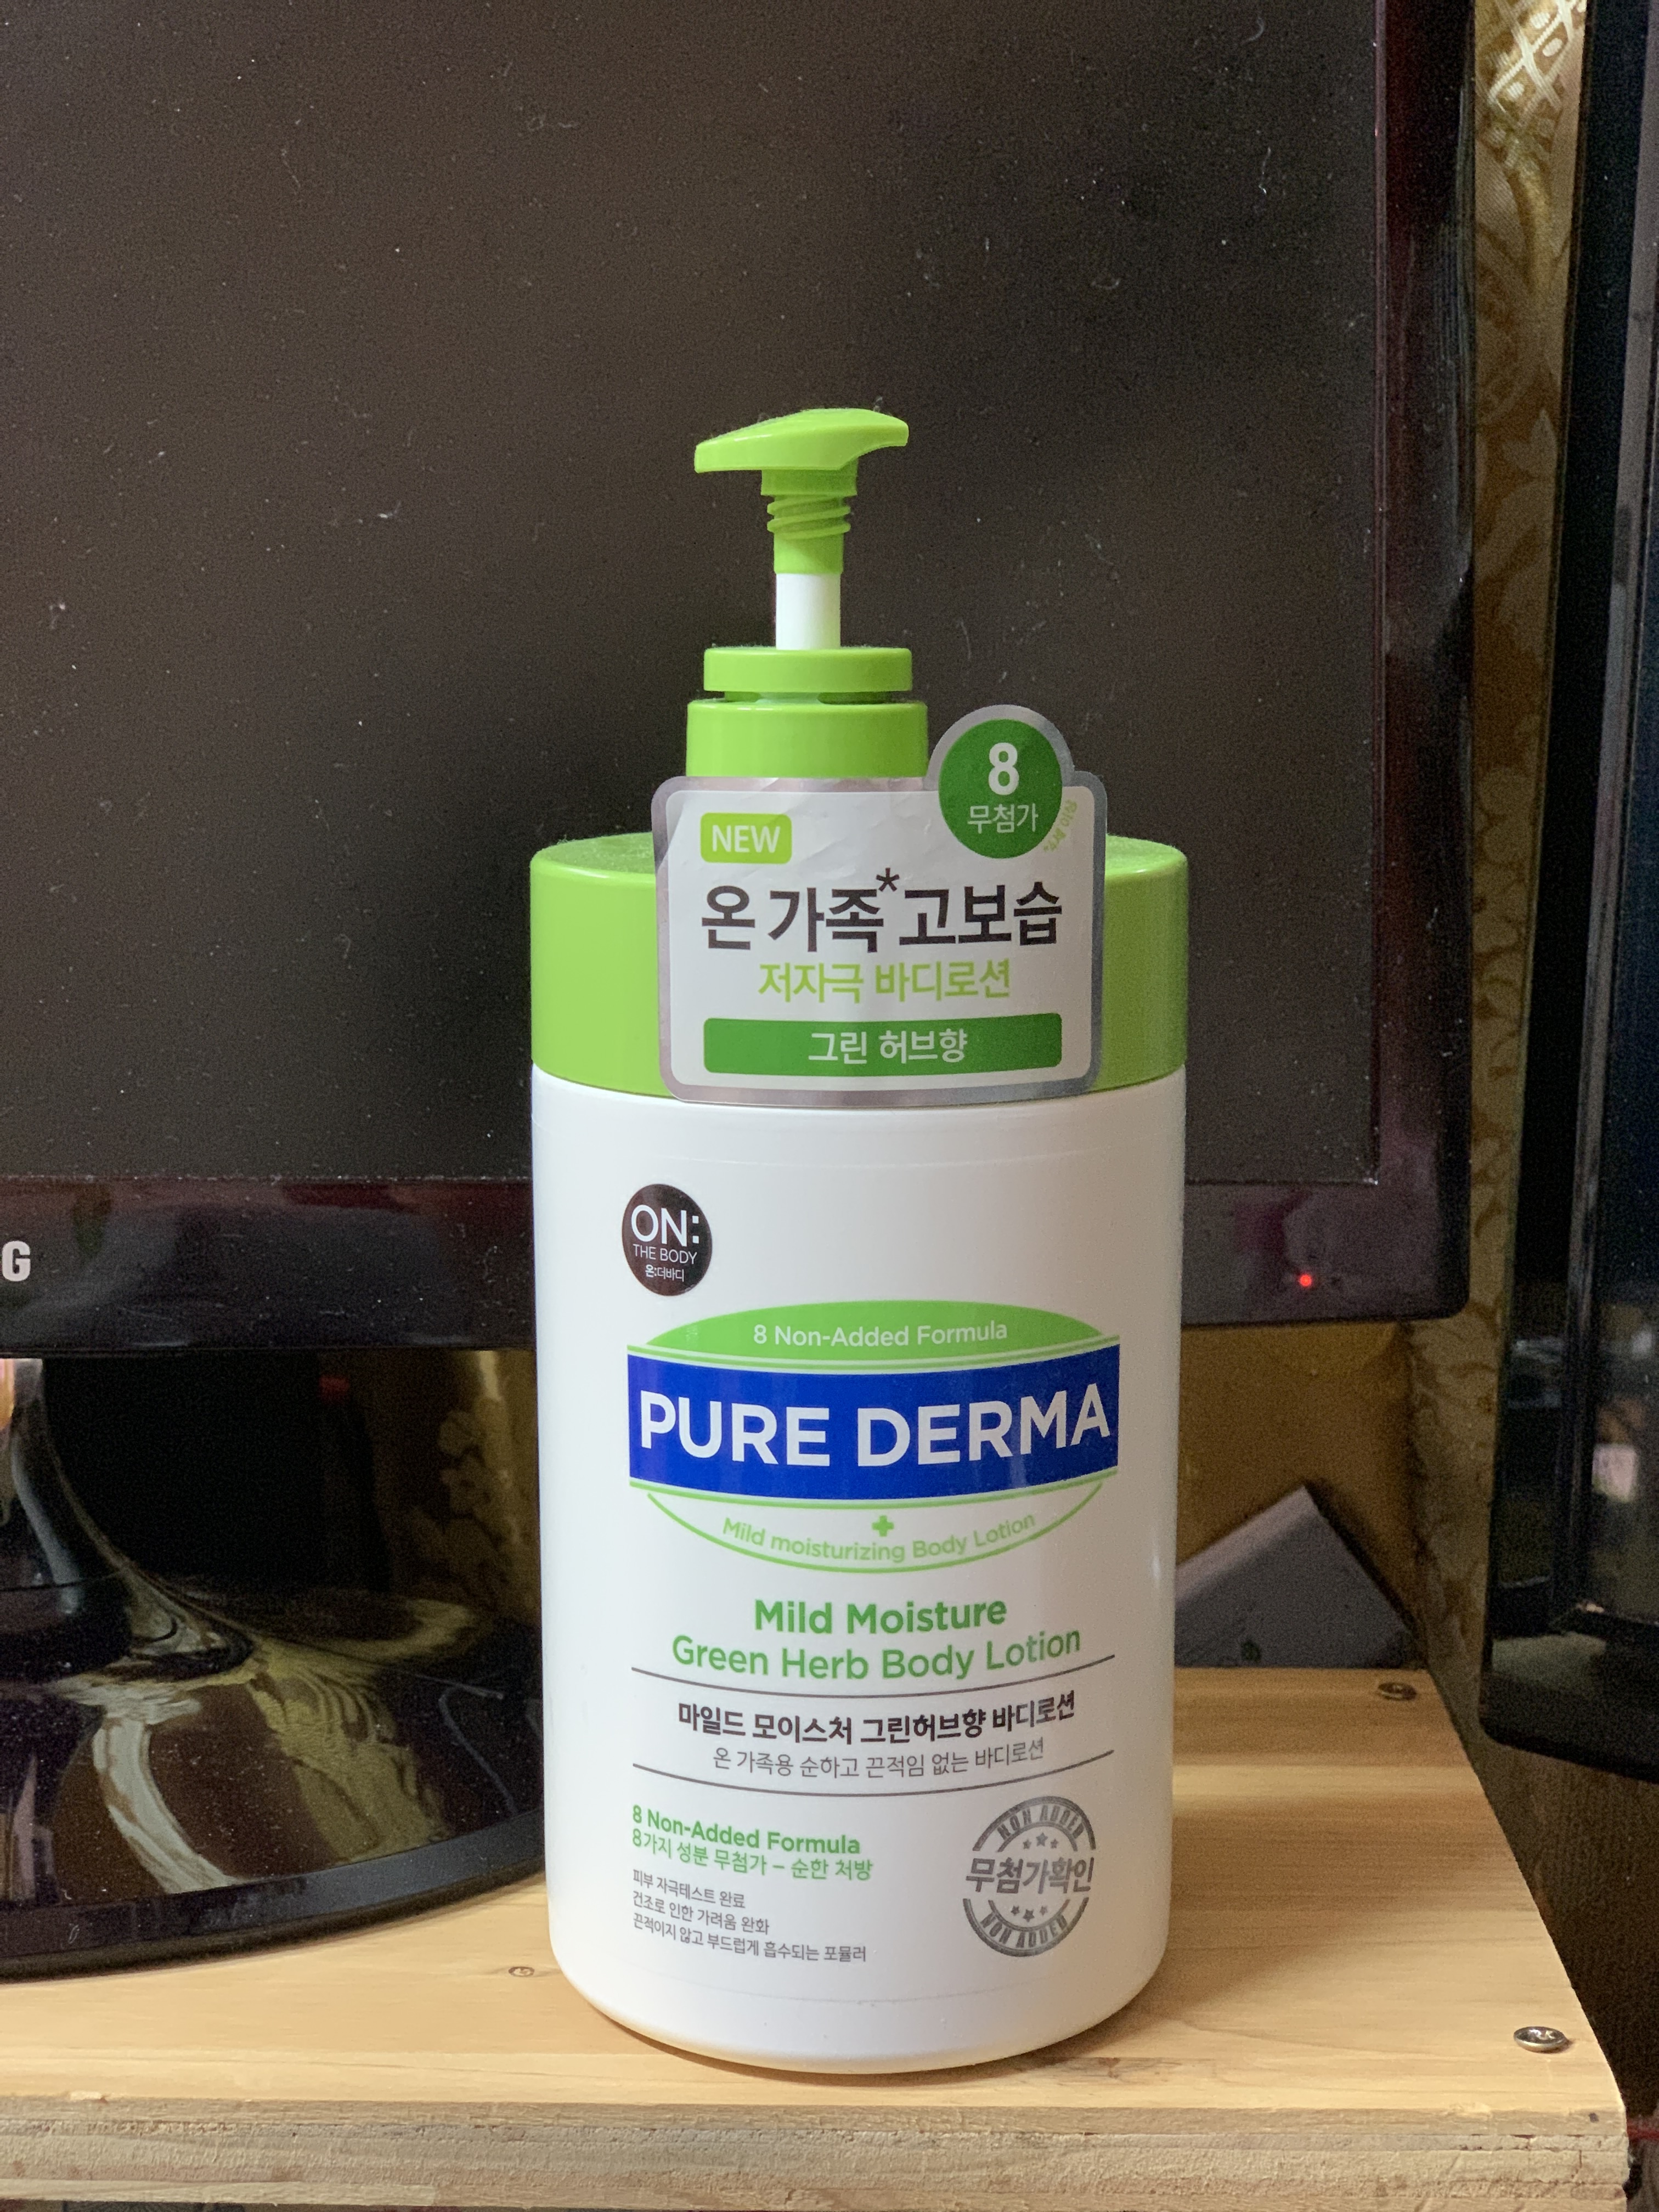 8
무첨가
*4세 이상
NEW
온 가족* 고보습
저자극 바디로션
그린 허브향
ON:
THE BODY
온:더바디
8 Non-Added Formula
PURE DERMA
Mild moisturizing Body Lotion
Mild Moisture
Green Herb Body Lotion
마일드 모이스처 그린허브향 바디로션
온 가족용 순하고 끈적임 없는 바디로션
8 Non-Added Formula
8가지 성분 무첨가 – 순한 처방
피부 자극테스트 완료
건조로 인한 가려움 완화
끈적이지 않고 부드럽게 흡수되는 포뮬러
NON ADDED
무첨가확인
NON ADDED
G